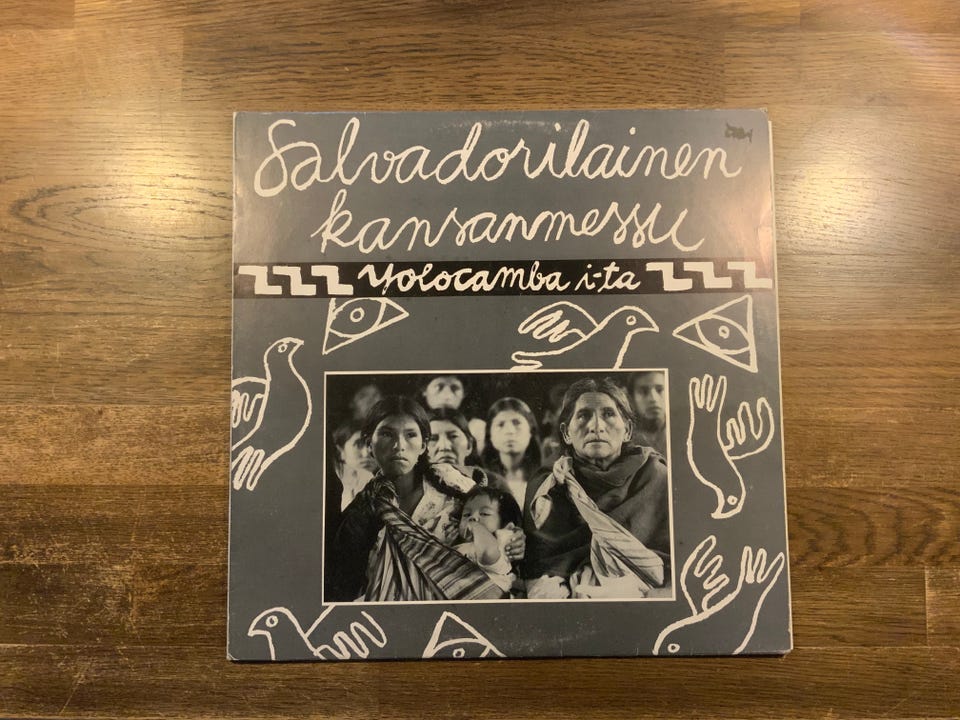 Salvadorilainen
kansanmessu
Yolocamba i-ta